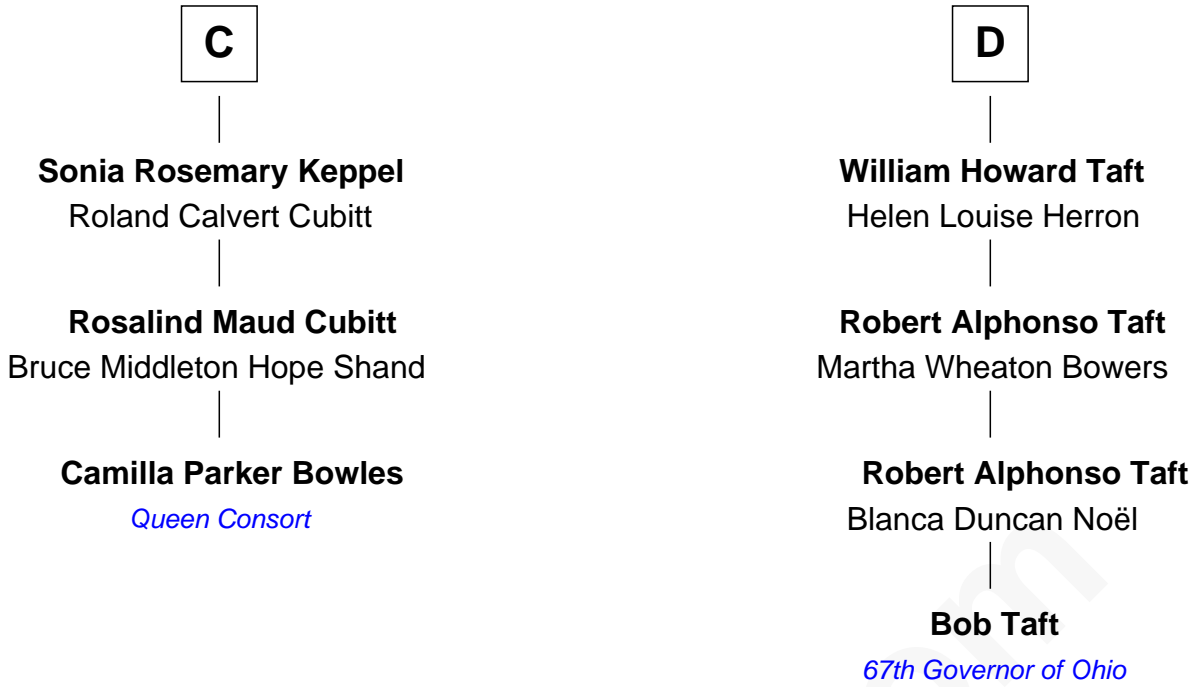 C
Sonia Rosemary Keppel
Roland Calvert Cubitt
Rosalind Maud Cubitt
Bruce Middleton Hope Shand
Camilla Parker Bowles
Queen Consort
D
William Howard Taft
Helen Louise Herron
Robert Alphonso Taft
Martha Wheaton Bowers
Robert Alphonso Taft
Blanca Duncan Noël
Bob Taft
67th Governor of Ohio